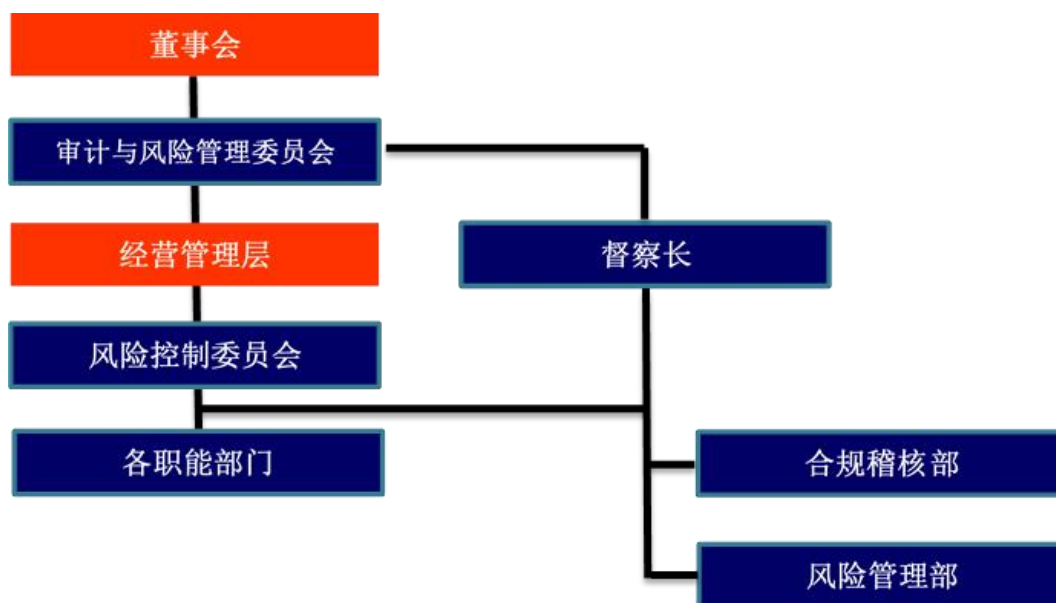 董事会
审计与风险管理委员会
经营管理层
督察长
风险控制委员会
各职能部门
合规稽核部
风险管理部